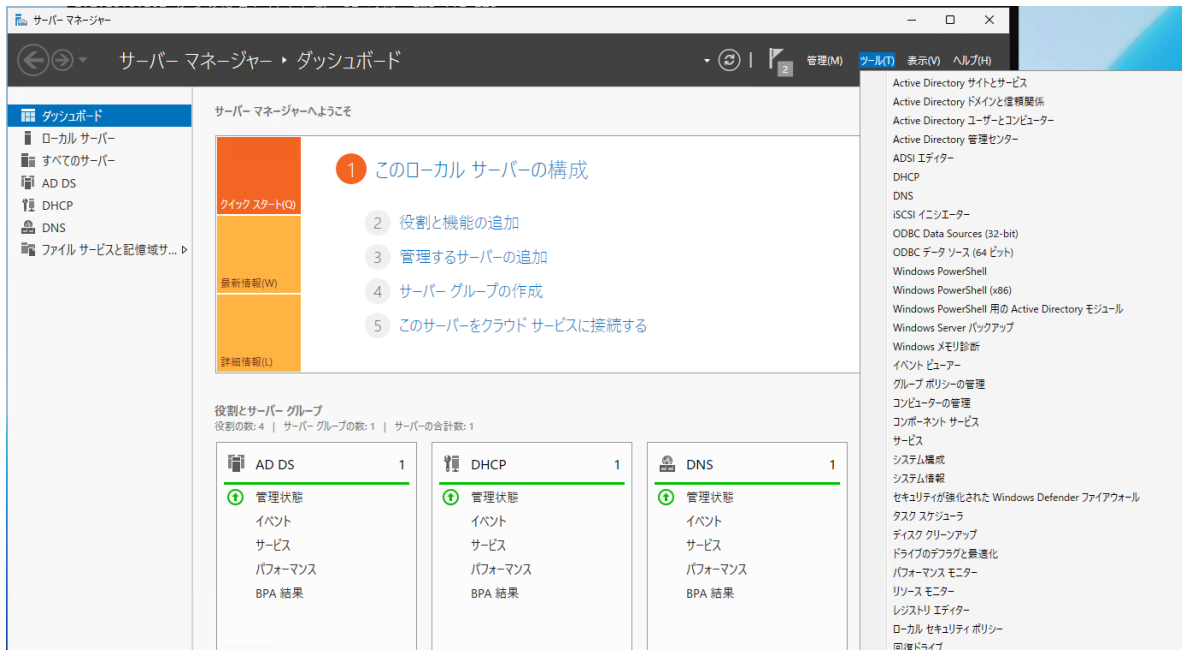 サーバー マネージャー
サーバー マネージャー ・ ダッシュボード
2
管理(M)
ツール(T)
表示(V)
ヘルプ(H)
ダッシュボード
ローカル サーバー
すべてのサーバー
AD DS
DHCP
DNS
ファイル サービスと記憶域サ...
サーバー マネージャーへようこそ
クイック スタート(Q)
最新情報(W)
詳細情報(L)
1 このローカル サーバーの構成
2 役割と機能の追加
3 管理するサーバーの追加
4 サーバー グループの作成
5 このサーバーをクラウド サービスに接続する
役割とサーバー グループ
役割の数: 4 | サーバー グループの数: 1 | サーバーの合計数: 1
AD DS 1
管理状態
イベント
サービス
パフォーマンス
BPA 結果
DHCP 1
管理状態
イベント
サービス
パフォーマンス
BPA 結果
DNS 1
管理状態
イベント
サービス
パフォーマンス
BPA 結果
Active Directory サイトとサービス
Active Directory ドメインと信頼関係
Active Directory ユーザーとコンピューター
Active Directory 管理センター
ADSI エディター
DHCP
DNS
iSCSI イニシエーター
ODBC Data Sources (32-bit)
ODBC データ ソース (64 ビット)
Windows PowerShell
Windows PowerShell (x86)
Windows PowerShell 用の Active Directory モジュール
Windows Server バックアップ
Windows メモリ診断
イベント ビューアー
グループ ポリシーの管理
コンピューターの管理
コンポーネント サービス
サービス
システム構成
システム情報
セキュリティが強化された Windows Defender ファイアウォール
タスク スケジューラ
ディスク クリーンアップ
ドライブのデフラグと最適化
パフォーマンス モニター
リソース モニター
レジストリ エディター
ローカル セキュリティ ポリシー
回復ドライブ